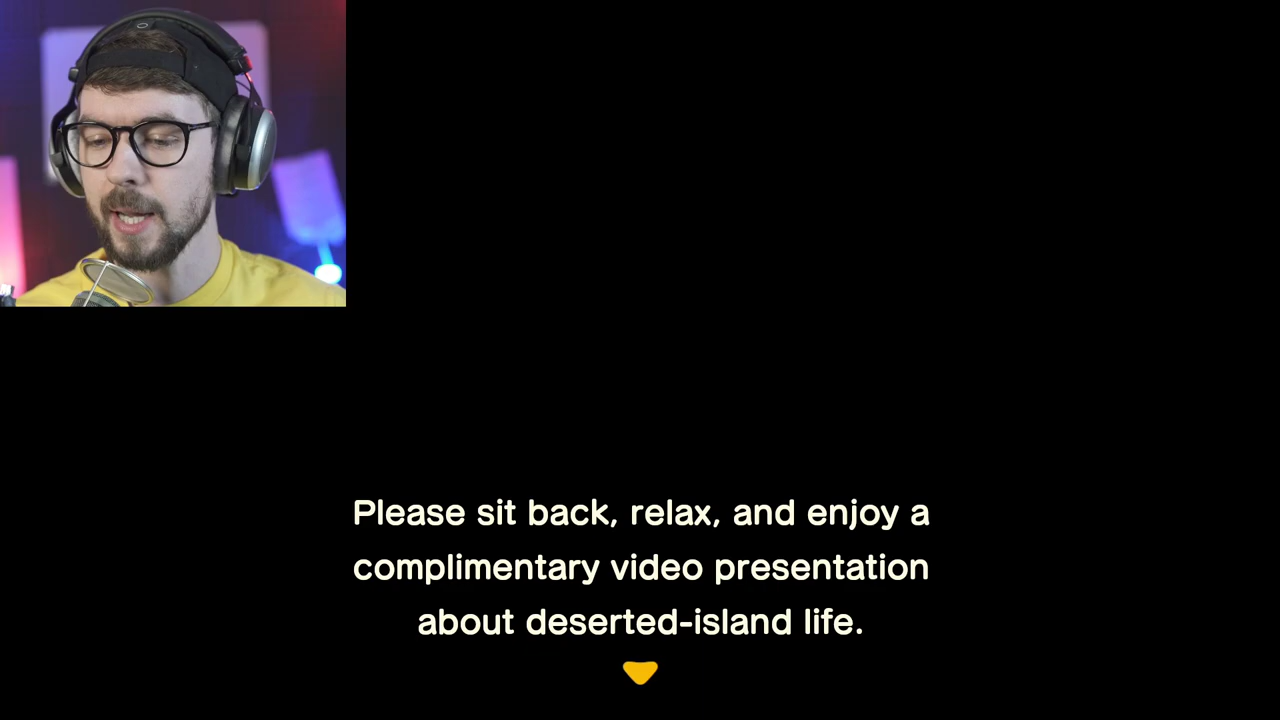 Please sit back, relax, and enjoy a
complimentary video presentation
about deserted-island life.